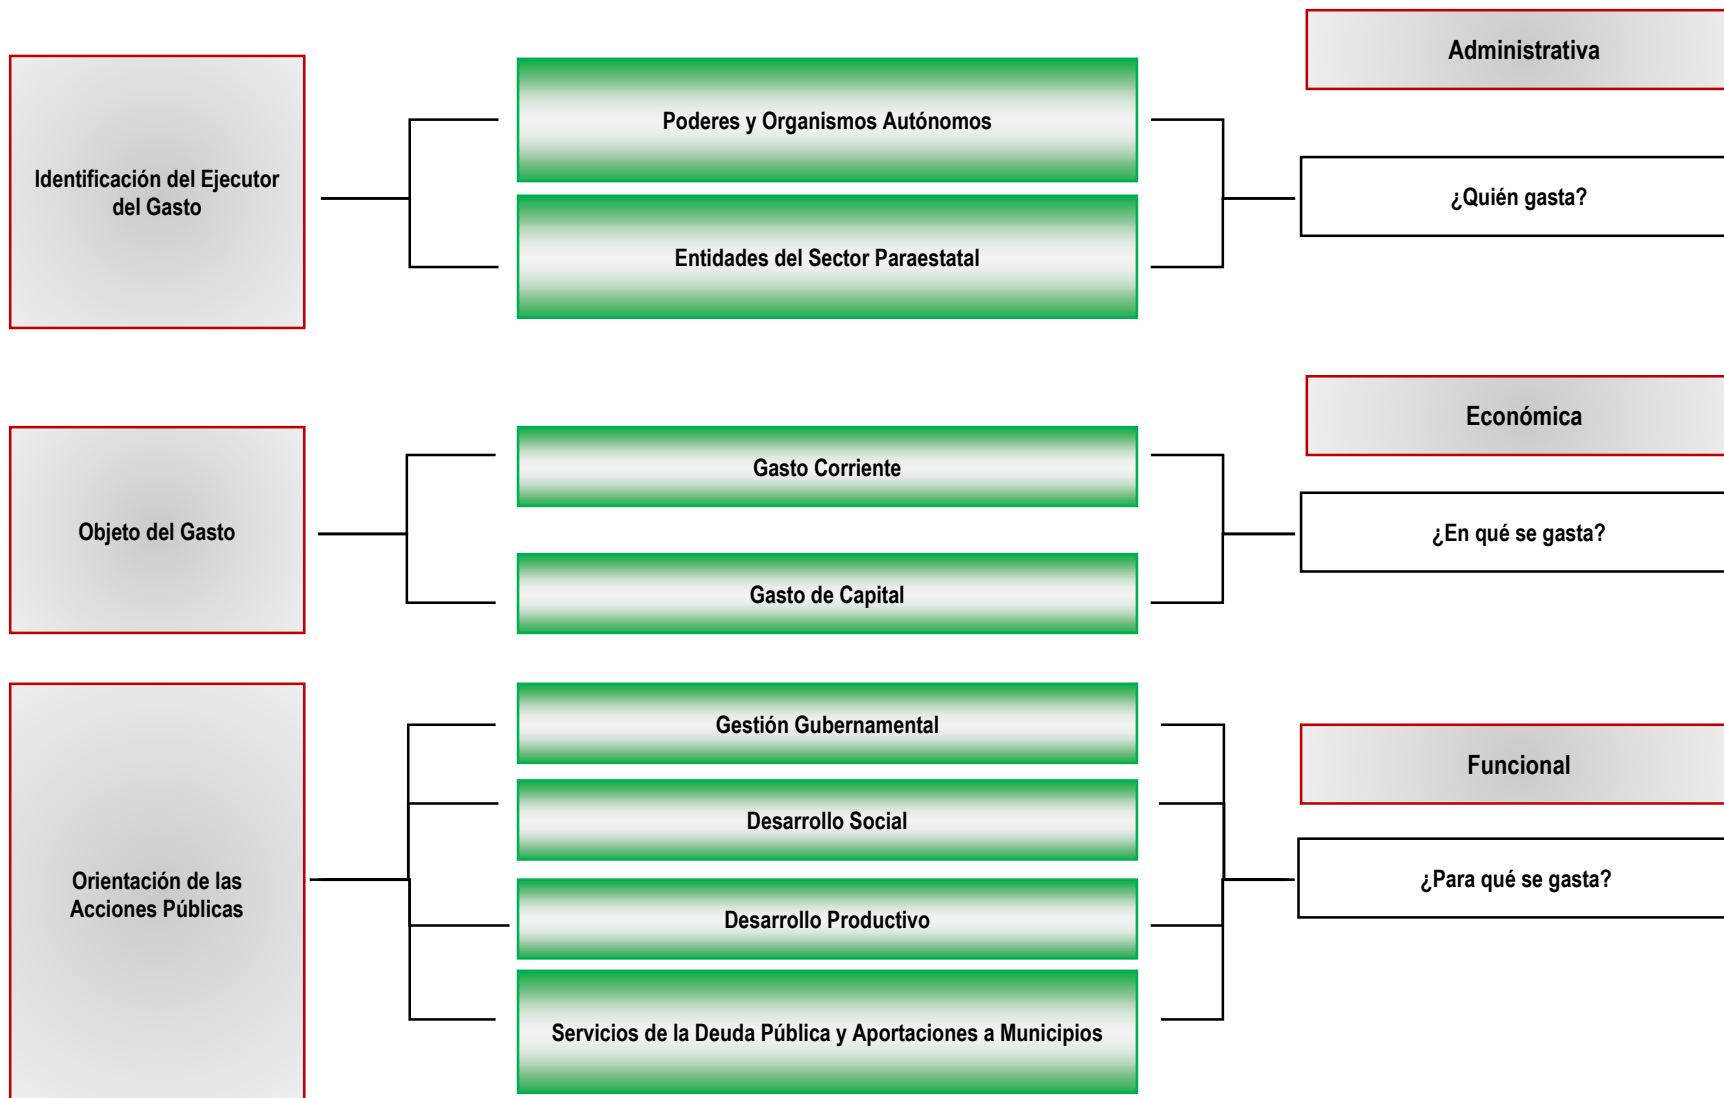 Administrativa
Identificación del Ejecutor
del Gasto
Poderes y Organismos Autónomos
Entidades del Sector Paraestatal
¿Quién gasta?
Económica
Objeto del Gasto
Gasto Corriente
Gasto de Capital
¿En qué se gasta?
Orientación de las
Acciones Públicas
Gestión Gubernamental
Desarrollo Social
Desarrollo Productivo
Servicios de la Deuda Pública y Aportaciones a Municipios
Funcional
¿Para qué se gasta?